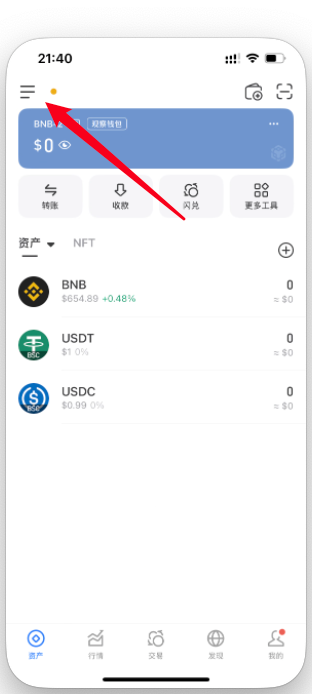 21:40
BNB
观察钱包
$0
转账
收款
闪兑
更多工具
资产 NFT
BNB 0
$654.89 +0.48% ≈ $0
USDT 0
$1 0% ≈ $0
BSC
USDC 0
$0.99 0% ≈ $0
BSC
资产
行情
交易
发现
我的